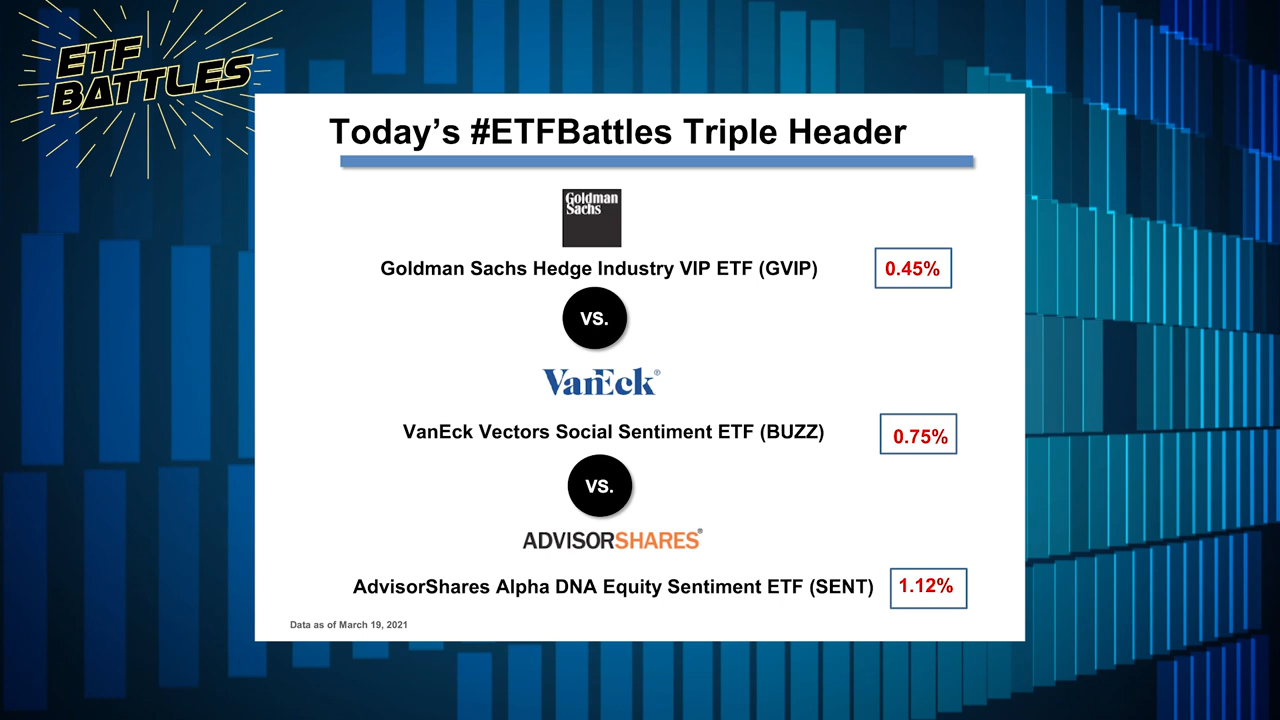 ETF
BATTLES
Today's #ETFBattles Triple Header
Goldman
Sachs
Goldman Sachs Hedge Industry VIP ETF (GVIP)
0.45%
VS.
VanEck®
VanEck Vectors Social Sentiment ETF (BUZZ)
0.75%
VS.
ADVISORSHARES®
AdvisorShares Alpha DNA Equity Sentiment ETF (SENT)
1.12%
Data as of March 19, 2021